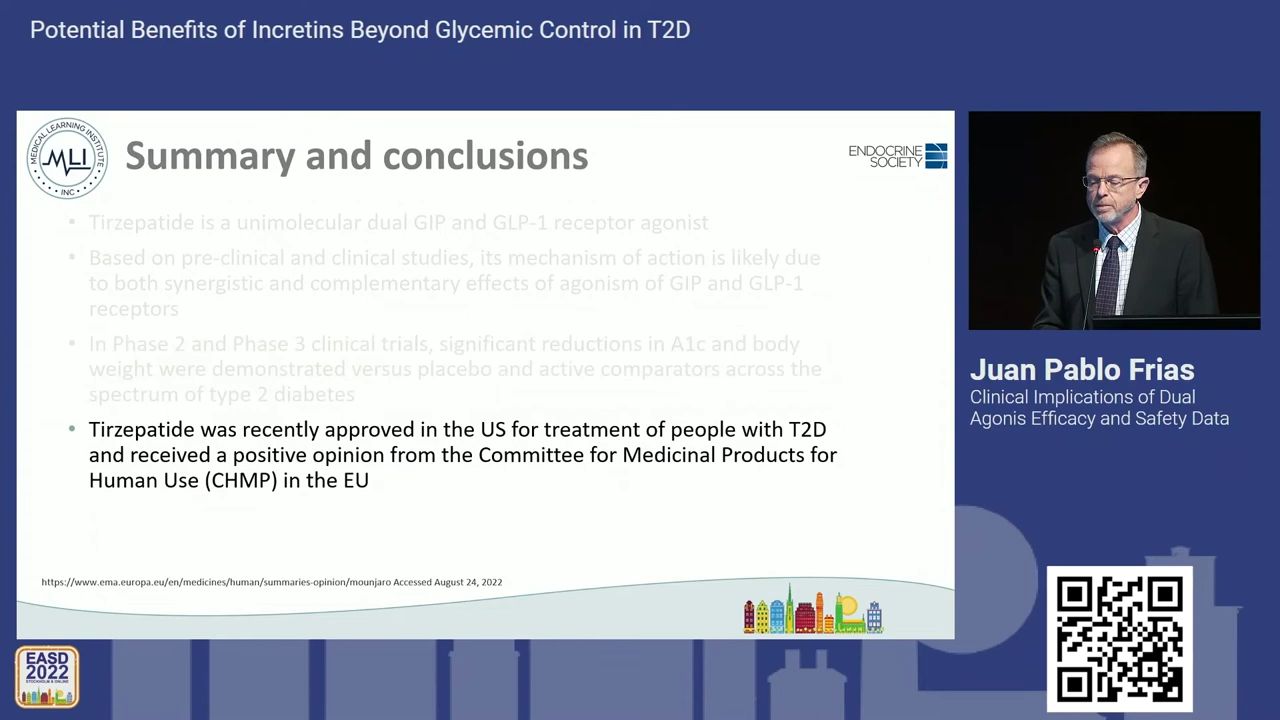 Potential Benefits of Incretins Beyond Glycemic Control in T2D
MEDICAL LEARNING INSTITUTE
MLI
INC
Summary and conclusions
ENDOCRINE
SOCIETY
• Tirzepatide is a unimolecular dual GIP and GLP-1 receptor agonist
• Based on pre-clinical and clinical studies, its mechanism of action is likely due
to both synergistic and complementary effects of agonism of GIP and GLP-1
receptors
• In Phase 2 and Phase 3 clinical trials, significant reductions in A1c and body
weight were demonstrated versus placebo and active comparators across the
spectrum of type 2 diabetes
• Tirzepatide was recently approved in the US for treatment of people with T2D
and received a positive opinion from the Committee for Medicinal Products for
Human Use (CHMP) in the EU
https://www.ema.europa.eu/en/medicines/human/summaries-opinion/mounjaro Accessed August 24, 2022
Juan Pablo Frias
Clinical Implications of Dual
Agonis Efficacy and Safety Data
EASD
2022
STOCKHOLM & ONLINE